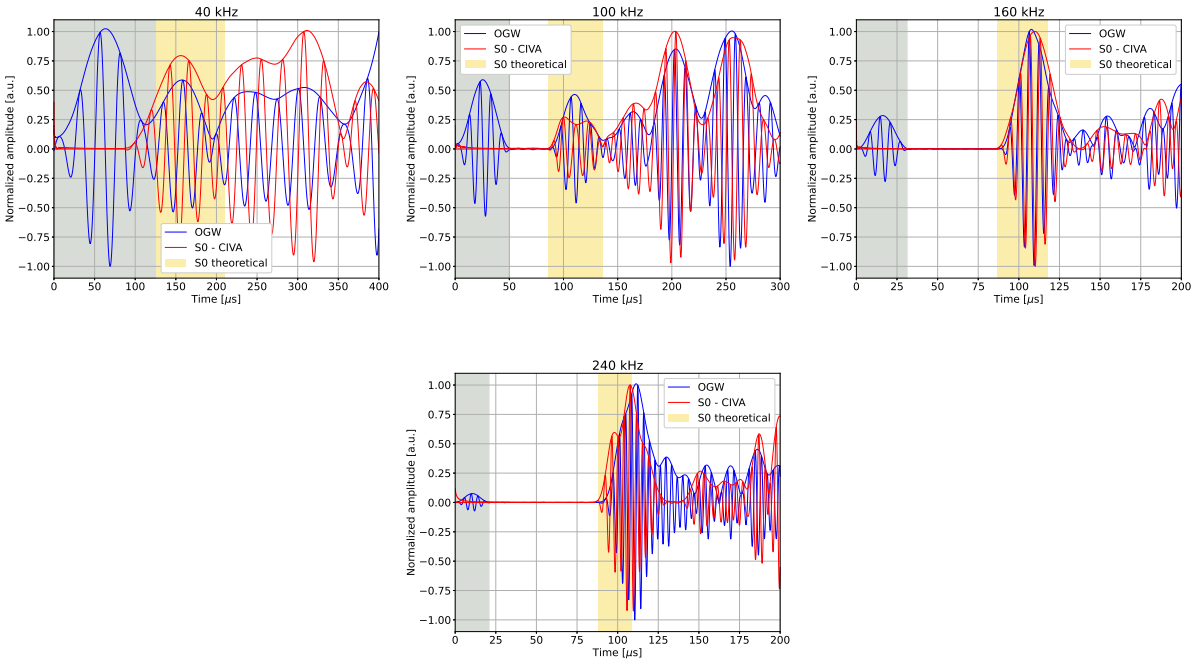 40 kHz
1.00
0.75
0.50
0.25
0.00
−0.25
−0.50
−0.75
−1.00
Normalized amplitude [a.u.]
OGW
S0 - CIVA
S0 theoretical
0 50 100 150 200 250 300 350 400
Time [μs]
100 kHz
1.00
0.75
0.50
0.25
0.00
−0.25
−0.50
−0.75
−1.00
Normalized amplitude [a.u.]
OGW
S0 - CIVA
S0 theoretical
0 50 100 150 200 250 300
Time [μs]
160 kHz
1.00
0.75
0.50
0.25
0.00
−0.25
−0.50
−0.75
−1.00
Normalized amplitude [a.u.]
OGW
S0 - CIVA
S0 theoretical
0 25 50 75 100 125 150 175 200
Time [μs]
240 kHz
1.00
0.75
0.50
0.25
0.00
−0.25
−0.50
−0.75
−1.00
Normalized amplitude [a.u.]
OGW
S0 - CIVA
S0 theoretical
0 25 50 75 100 125 150 175 200
Time [μs]